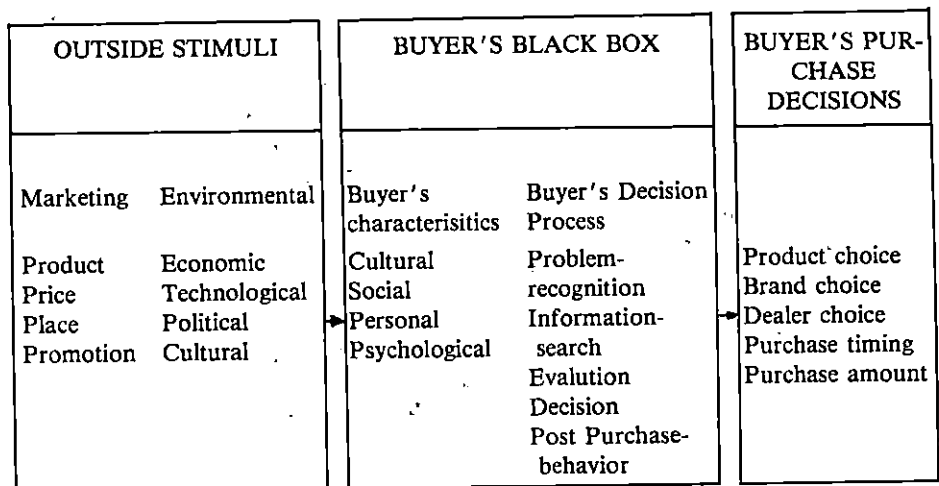 OUTSIDE STIMULI
BUYER'S BLACK BOX
BUYER'S PUR-
CHASE
DECISIONS
Marketing Environmental
Product Economic
Price Technological
Place Political
Promotion Cultural
Buyer's
characterisitics
Cultural
Social
Personal
Psychological
Buyer's Decision
Process
Problem-
recognition
Information-
search
Evalution
Decision
Post Purchase-
behavior
Product choice
Brand choice
Dealer choice
Purchase timing
Purchase amount